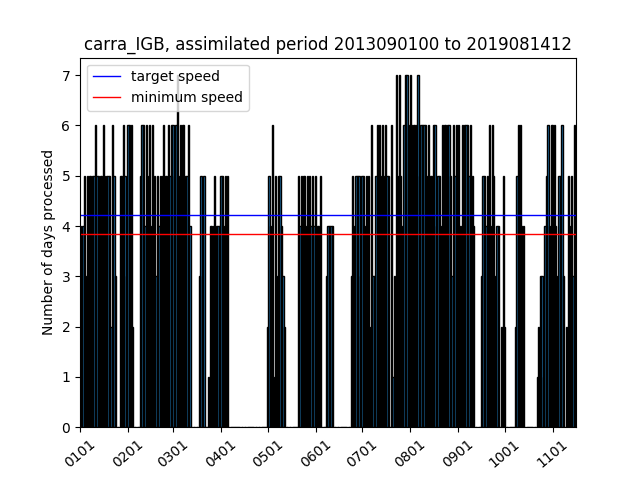 carra_IGB, assimilated period 2013090100 to 2019081412
target speed
minimum speed
Number of days processed
7
6
5
4
3
2
1
0
0101 0201 0301 0401 0501 0601 0701 0801 0901 1001 1101